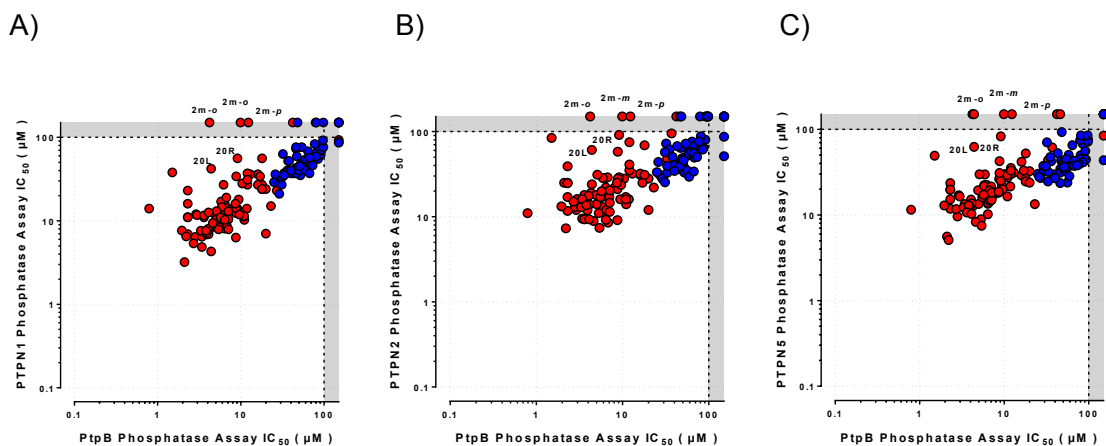 A)
B)
C)
2m-o
2m-o
2m-p
20L
20R
PTPN1 Phosphatase Assay IC50 ( µM )
100
10
1
0.1
0.1
1
10
100
PtpB Phosphatase Assay IC50 ( µM )
2m-o
2m-m
2m-p
20L
20R
PTPN2 Phosphatase Assay IC50 ( µM )
100
10
1
0.1
0.1
1
10
100
PtpB Phosphatase Assay IC50 ( µM )
2m-o
2m-m
2m-p
20L
20R
PTPN5 Phosphatase Assay IC50 ( µM )
100
10
1
0.1
0.1
1
10
100
PtpB Phosphatase Assay IC50 ( µM )